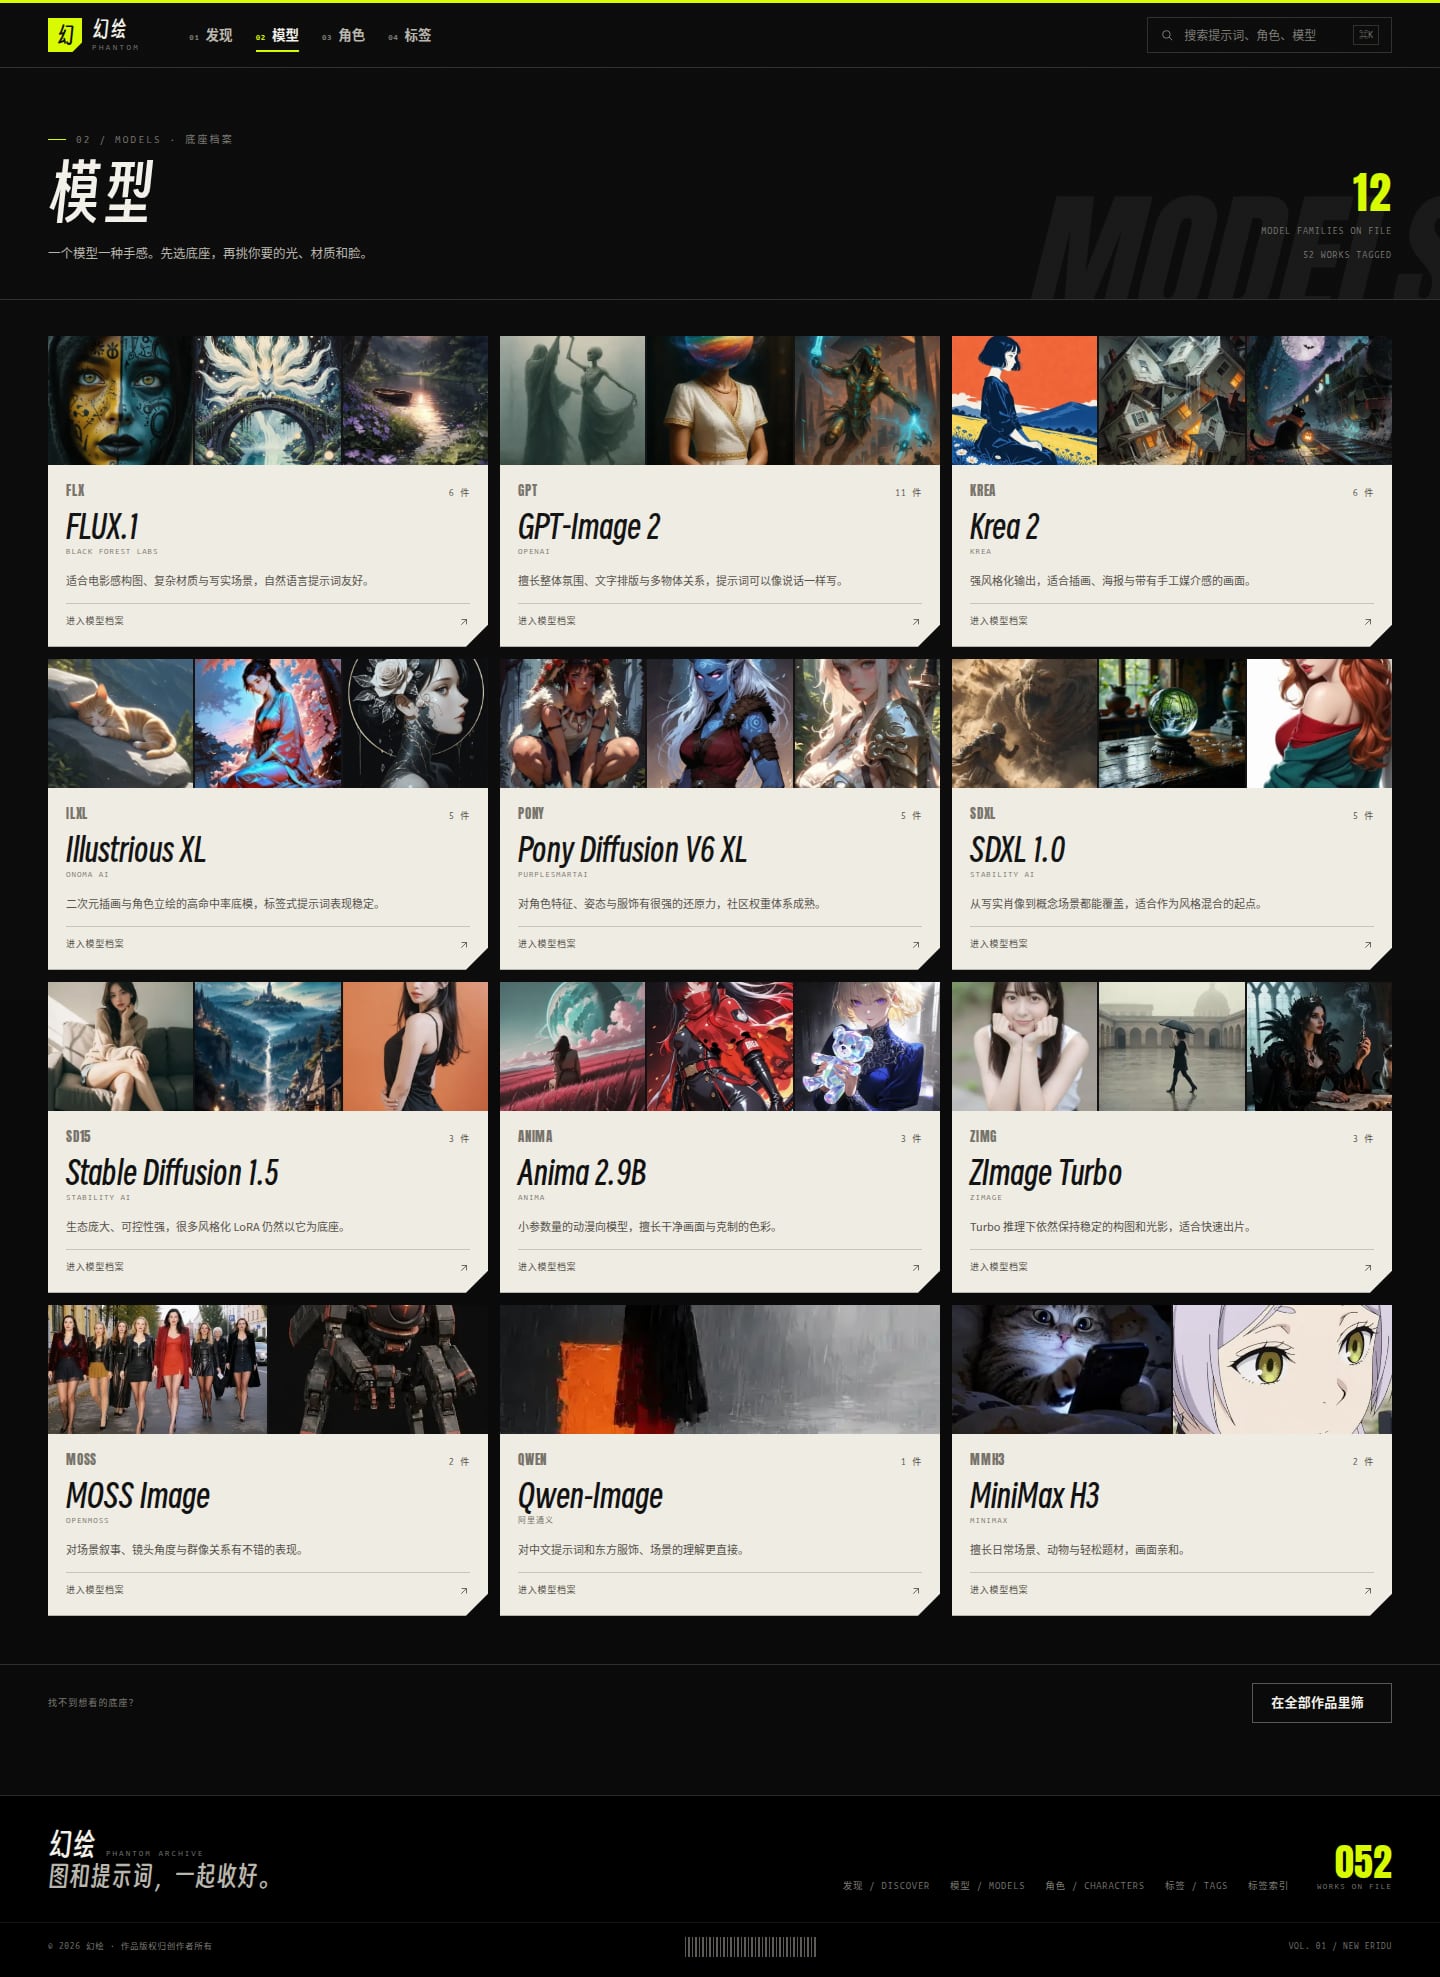 幻 幻绘
PHANTOM
01 发现 02 模型 03 角色 04 标签
搜索提示词、角色、模型 ⌘K
02 / MODELS · 底座档案
模型
一个模型一种手感。先选底座，再挑你要的光、材质和脸。
MODELS
12
MODEL FAMILIES ON FILE
52 WORKS TAGGED
FLX 6 件
FLUX.1
BLACK FOREST LABS
适合电影感构图、复杂材质与写实场景，自然语言提示词友好。
进入模型档案
GPT 11 件
GPT-Image 2
OPENAI
擅长整体氛围、文字排版与多物体关系，提示词可以像说话一样写。
进入模型档案
KREA 6 件
Krea 2
KREA
强风格化输出，适合插画、海报与带有手工媒介感的画面。
进入模型档案
ILXL 5 件
Illustrious XL
ONOMA AI
二次元插画与角色立绘的高命中率底模，标签式提示词表现稳定。
进入模型档案
PONY 5 件
Pony Diffusion V6 XL
PURPLESMARTAI
对角色特征、姿态与服饰有很强的还原力，社区权重体系成熟。
进入模型档案
SDXL 5 件
SDXL 1.0
STABILITY AI
从写实肖像到概念场景都能覆盖，适合作为风格混合的起点。
进入模型档案
SD15 3 件
Stable Diffusion 1.5
STABILITY AI
生态庞大、可控性强，很多风格化 LoRA 仍然以它为底座。
进入模型档案
ANIMA 3 件
Anima 2.9B
ANIMA
小参数量的动漫向模型，擅长干净画面与克制的色彩。
进入模型档案
ZIMG 3 件
ZImage Turbo
ZIMAGE
Turbo 推理下依然保持稳定的构图和光影，适合快速出片。
进入模型档案
MOSS 2 件
MOSS Image
OPENMOSS
对场景叙事、镜头角度与群像关系有不错的表现。
进入模型档案
QWEN 1 件
Qwen-Image
阿里通义
对中文提示词和东方服饰、场景的理解更直接。
进入模型档案
MMH3 2 件
MiniMax H3
MINIMAX
擅长日常场景、动物与轻松题材，画面亲和。
进入模型档案
找不到想看的底座？
在全部作品里筛
幻绘 PHANTOM ARCHIVE
图和提示词，一起收好。
发现 / DISCOVER 模型 / MODELS 角色 / CHARACTERS 标签 / TAGS 标签索引
052
WORKS ON FILE
© 2026 幻绘 · 作品版权归创作者所有
VOL. 01 / NEW ERIDU